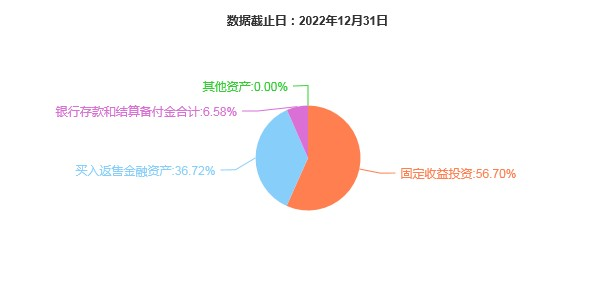 数据截止日：2022年12月31日
其他资产:0.00%
银行存款和结算备付金合计:6.58%
买入返售金融资产:36.72%
固定收益投资:56.70%